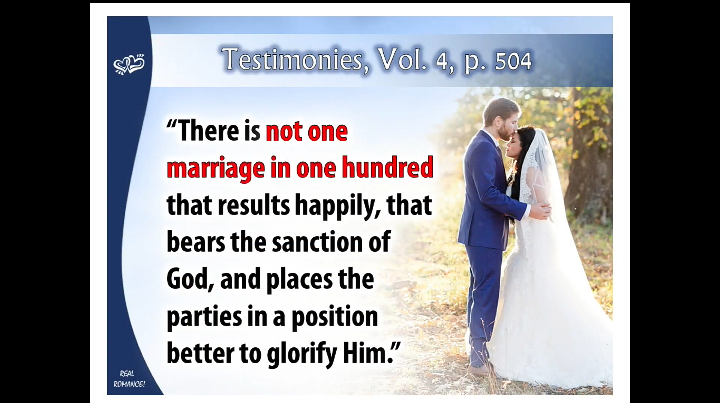 Testimonies, Vol. 4, p. 504
“There is not one
marriage in one hundred
that results happily, that
bears the sanction of
God, and places the
parties in a position
better to glorify Him.”
REAL
ROMANCE!